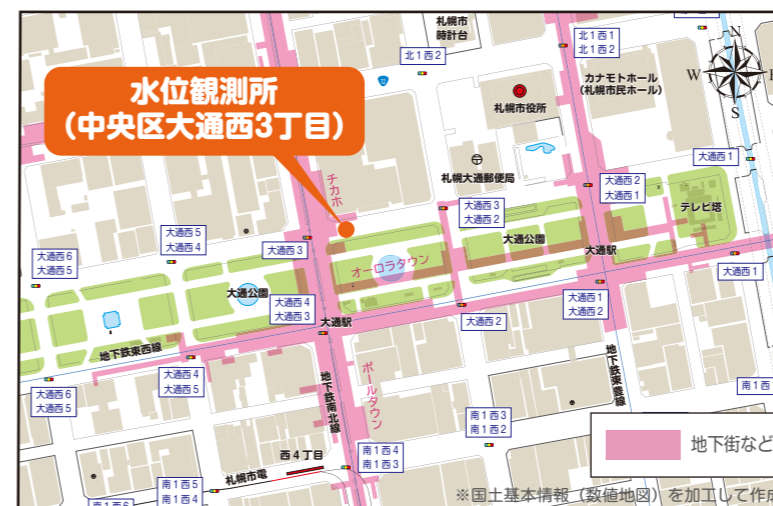 札幌市
時計台
北1西2
北1西1
北1西2
N
W
S
カナモトホール
(札幌市民ホール)
水位観測所
(中央区大通西3丁目)
札幌市役所
札幌大通郵便局
大通西1
チカホ
大通西3
大通西2
大通西2
大通西1
テレビ塔
大通西5
大通西4
大通西3
大通公園
大通駅
大通西6
大通西5
オーロラタウン
大通西1
大通公園
大通西4
大通西3
大通西1
大通西2
大通駅
大通西2
地下鉄東西線
大通西4
大通西5
大通西6
大通西5
地下鉄南北線
ポールタウン
地下鉄東豊線
南1西
南1西3
南1西2
西4丁目
南1西4
南1西3
札幌市電
南1西5
南1西4
南1西6
地下街など
※国土基本情報(数値地図)を加工して作成